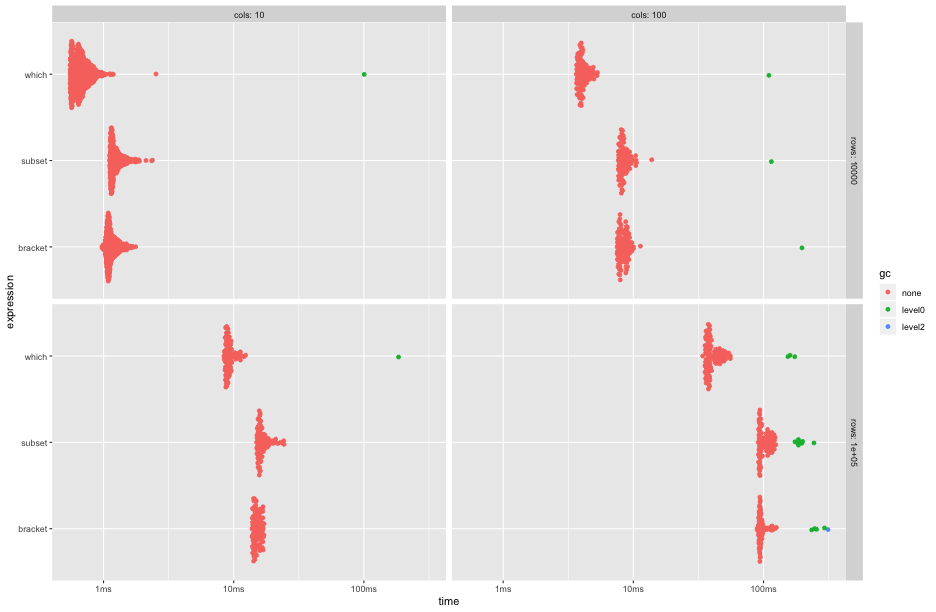 cols: 10
cols: 100
which
subset
bracket
rows: 10000
which
subset
bracket
rows: 1e+05
expression
1ms
10ms
100ms
1ms
10ms
100ms
time
gc
none
level0
level2